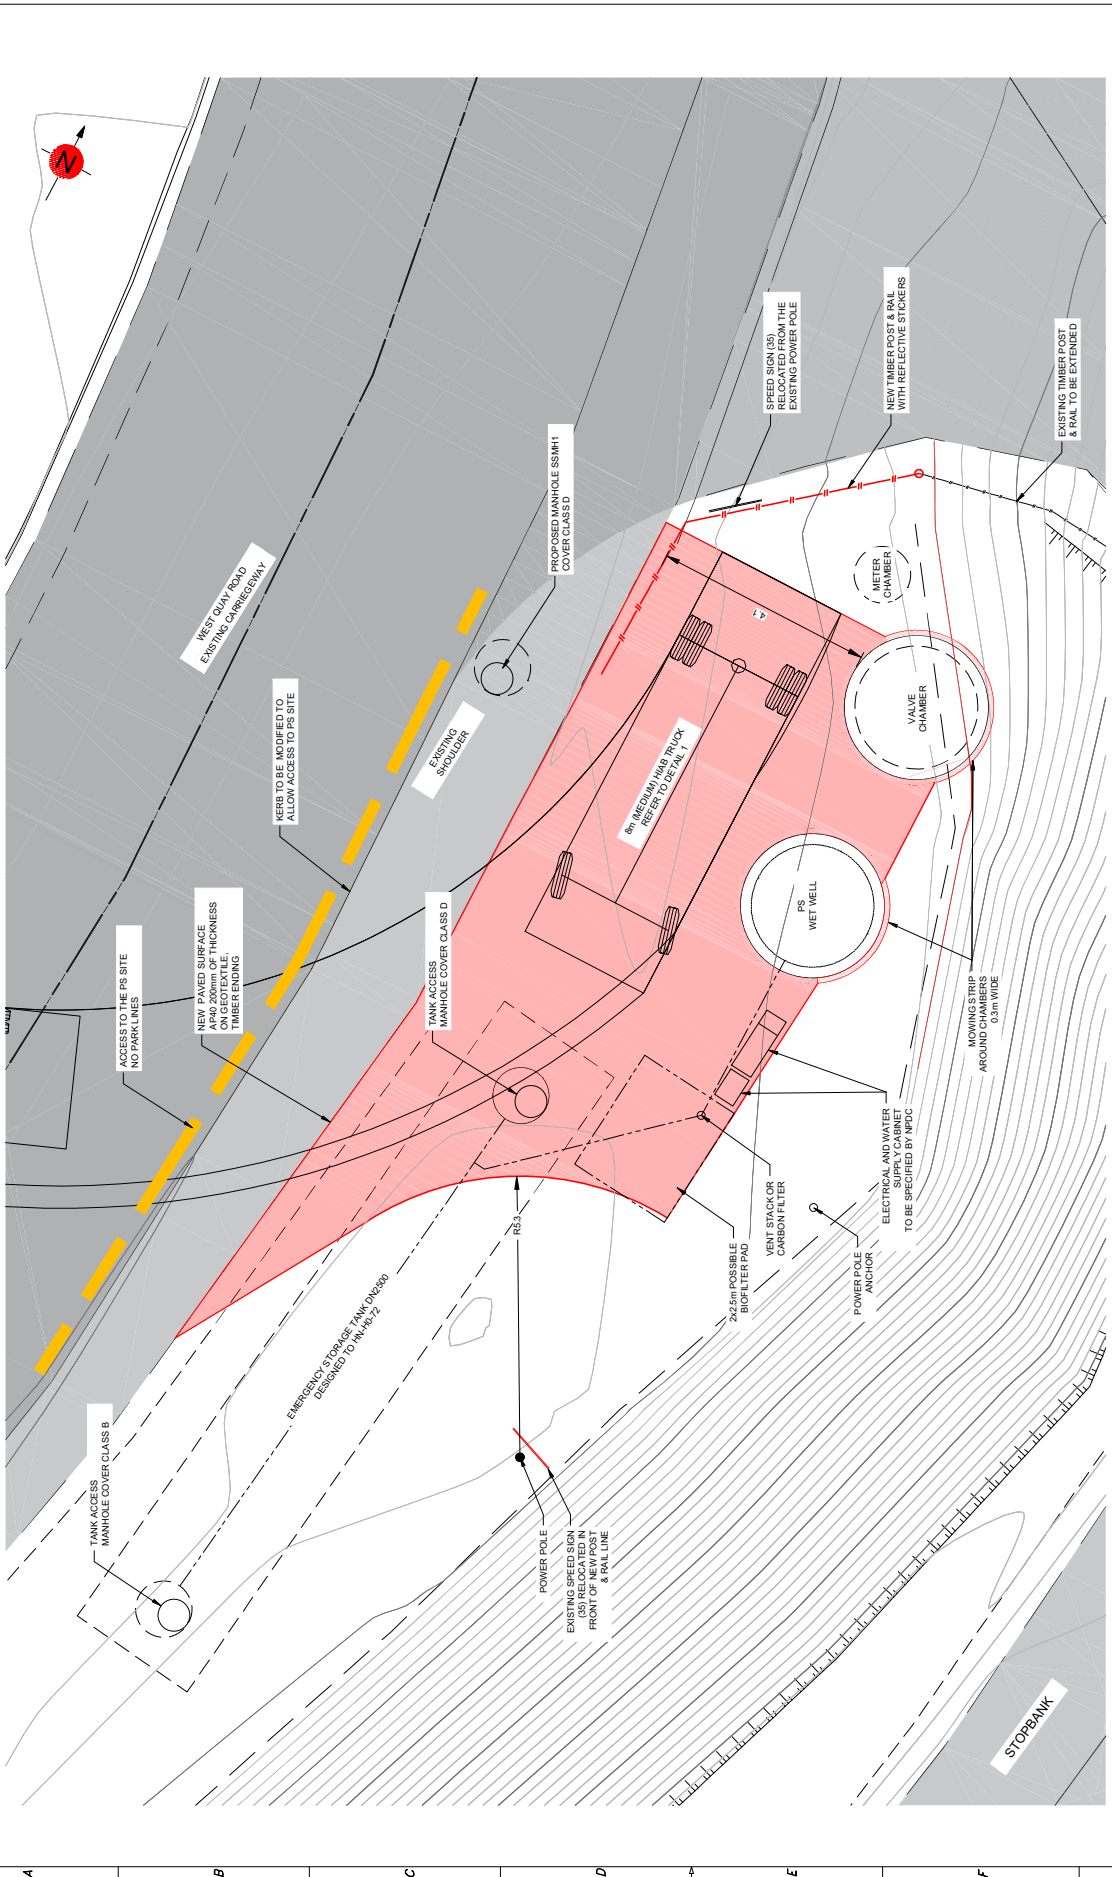 N
WEST QUAY ROAD
EXISTING CARRIEGEWAY
SPEED SIGN (35)
RELOCATED FROM THE
EXISTING POWER POLE
NEW TIMBER POST & RAIL
WITH REFLECTIVE STICKERS
EXISTING TIMBER POST
& RAIL TO BE EXTENDED
PROPOSED MANHOLE SSMH1
COVER CLASS D
METER
CHAMBER
4.1
VALVE
CHAMBER
KERB TO BE MODIFIED TO
ALLOW ACCESS TO PS SITE
EXISTING
SHOULDER
8m (MEDIUM) HIAB TRUCK
REFER TO DETAIL 1
PS
WET WELL
ACCESS TO THE PS SITE
NO PARK LINES
NEW PAVED SURFACE
AP40 200mm OF THICKNESS
ON GEOTEXTILE.
TIMBER ENDING
TANK ACCESS
MANHOLE COVER CLASS D
MOWING STRIP
AROUND CHAMBERS
0.3m WIDE
ELECTRICAL AND WATER
SUPPLY CABINET
TO BE SPECIFIED BY NPDC
VENT STACK OR
CARBON FILTER
2x2.5m POSSIBLE
BIOFILTER PAD
POWER POLE
ANCHOR
R5.3
EMERGENCY STORAGE TANK DN2500
DESIGNED TO HN-H0-72
TANK ACCESS
MANHOLE COVER CLASS B
POWER POLE
EXISTING SPEED SIGN
(35) RELOCATED IN
FRONT OF NEW POST
& RAIL LINE
STOPBANK
A
B
C
D
E
F